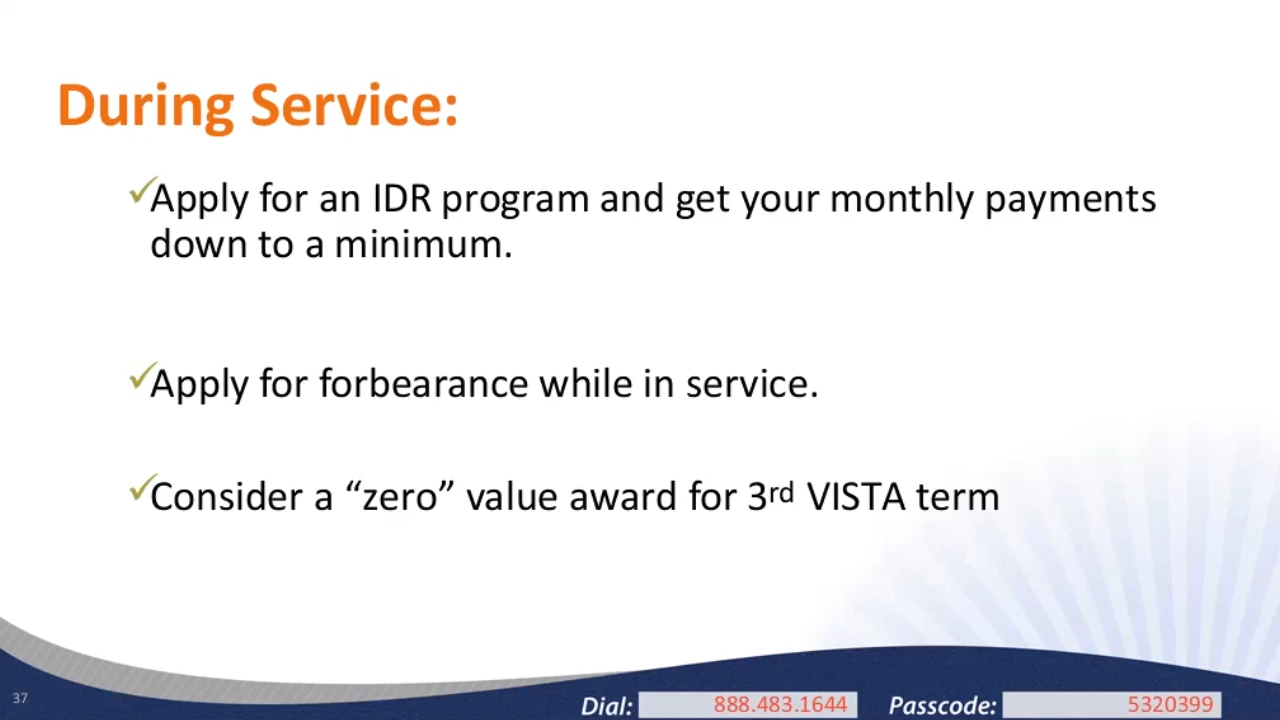 During Service:
✓Apply for an IDR program and get your monthly payments
down to a minimum.
✓Apply for forbearance while in service.
✓Consider a “zero” value award for 3rd VISTA term
37
Dial: 888.483.1644 Passcode: 5320399